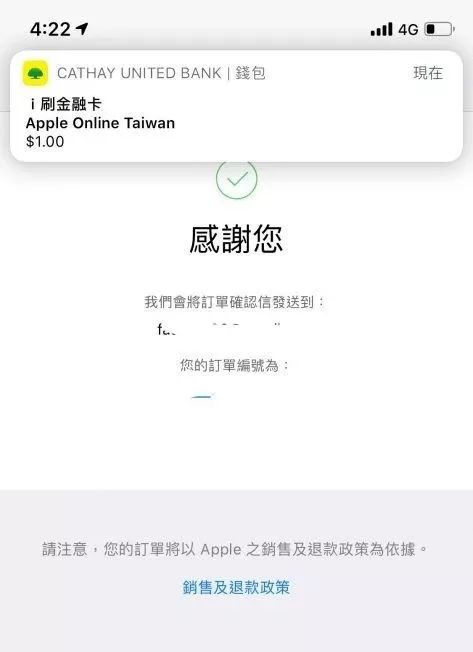 4:22
4G
CATHAY UNITED BANK | 錢包
現在
i 刷金融卡
Apple Online Taiwan
$1.00
感謝您
我們會將訂單確認信發送到：
您的訂單編號為：
請注意，您的訂單將以 Apple 之銷售及退款政策為依據。
銷售及退款政策